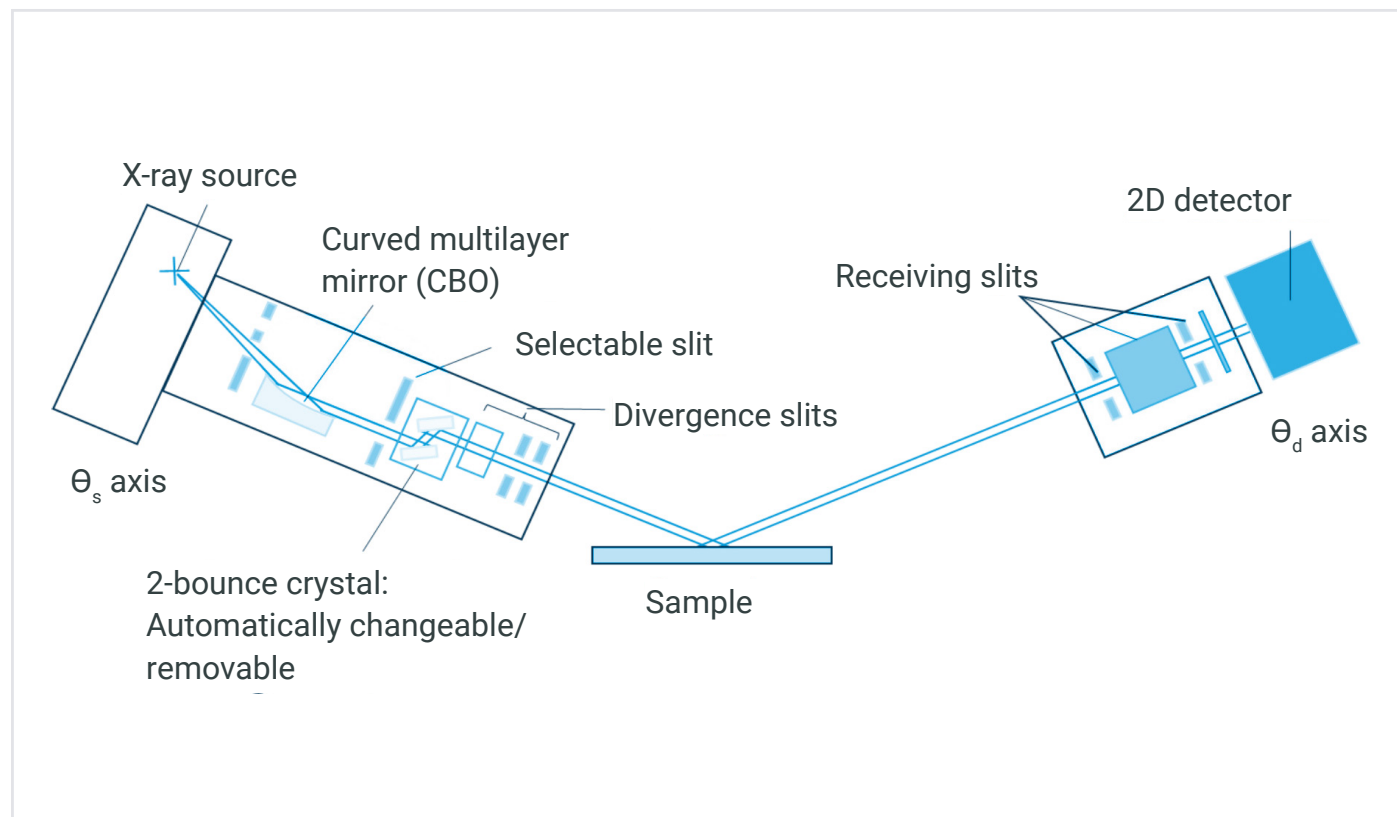 X-ray source
Curved multilayer
mirror (CBO)
Selectable slit
Divergence slits
2D detector
Receiving slits
ϴd axis
ϴs axis
2-bounce crystal:
Automatically changeable/
removable
Sample